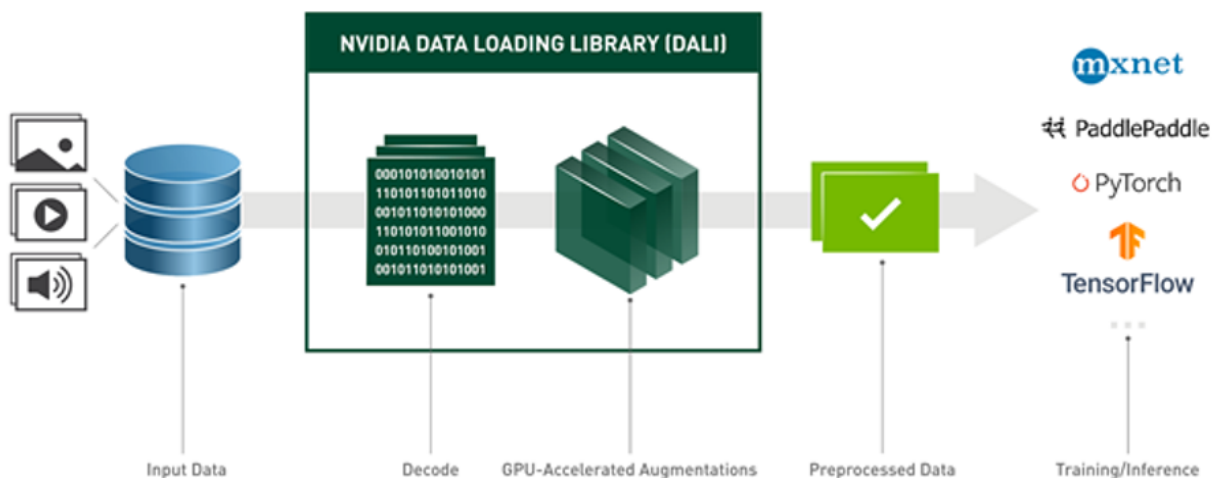 NVIDIA DATA LOADING LIBRARY (DALI)
mxnet
PaddlePaddle
PyTorch
TensorFlow
...
000101010010101
110101101011010
001011010101000
110101011001010
010110100101001
001011010101001
Input Data
Decode
GPU-Accelerated Augmentations
Preprocessed Data
Training/Inference